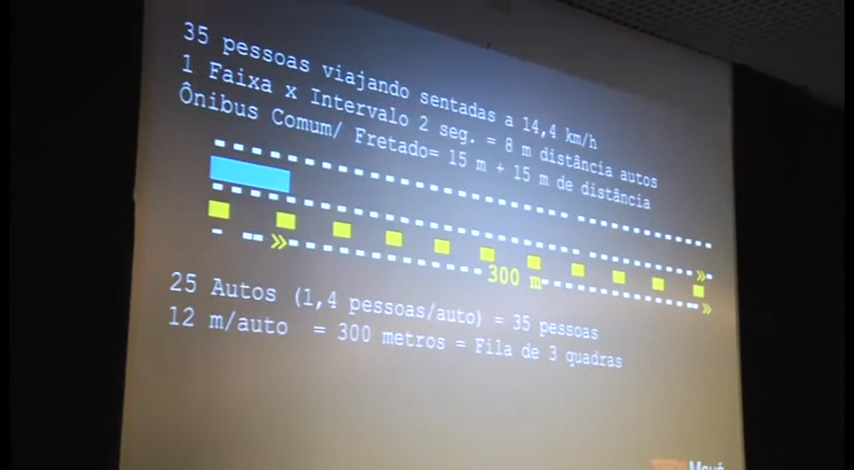 35 pessoas viajando sentadas a 14,4 km/h
1 Faixa x Intervalo 2 seg. = 8 m distância autos
Ônibus Comum/ Fretado= 15 m + 15 m de distância
300 m
25 Autos (1,4 pessoas/auto) = 35 pessoas
12 m/auto = 300 metros = Fila de 3 quadras